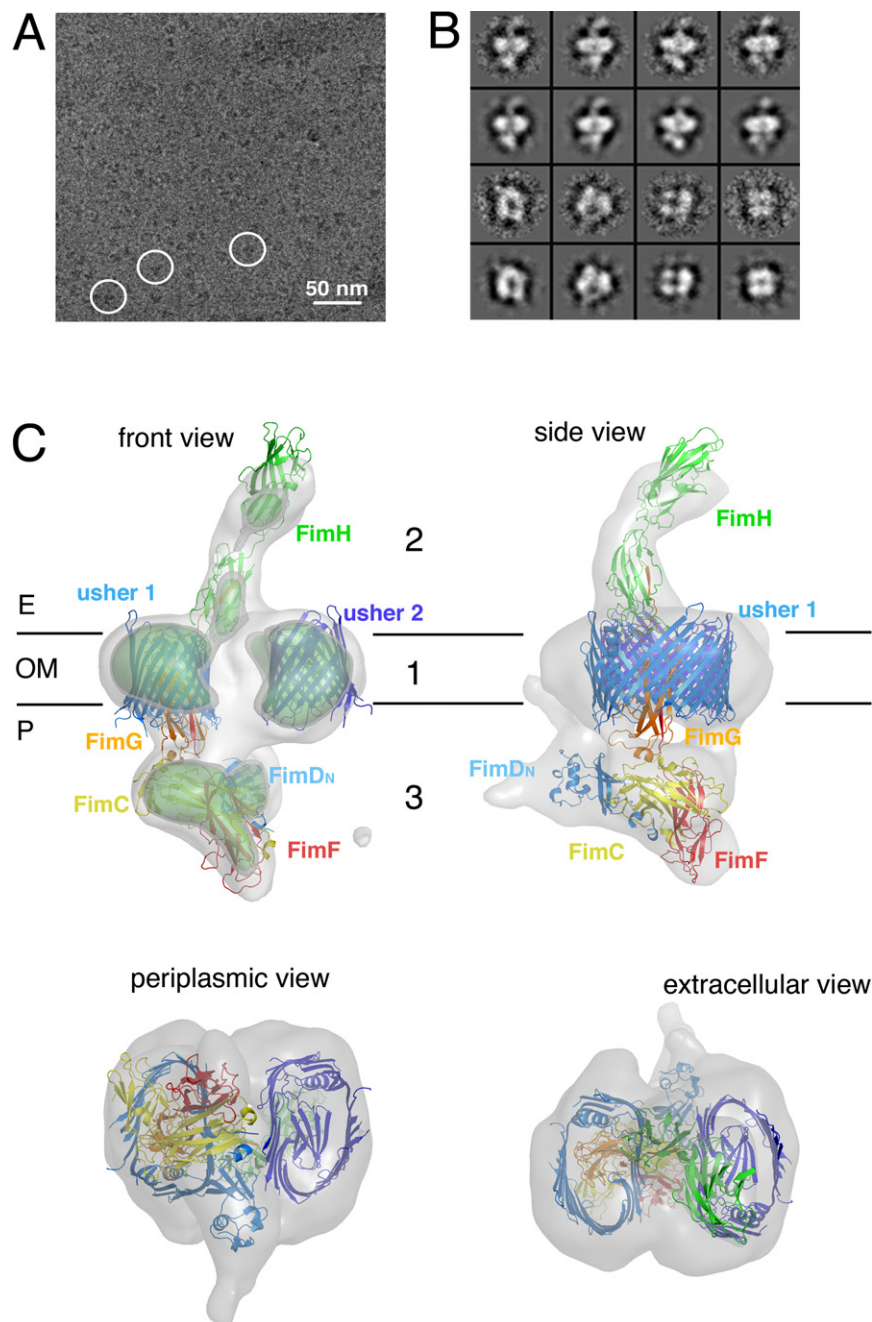 A
B
50 nm
C
front view
side view
FimH
FimH
2
usher 1
usher 2
usher 1
E
OM
1
P
FimG
FimG
FimDN
FimDN
FimC
3
FimF
FimC
FimF
periplasmic view
extracellular view